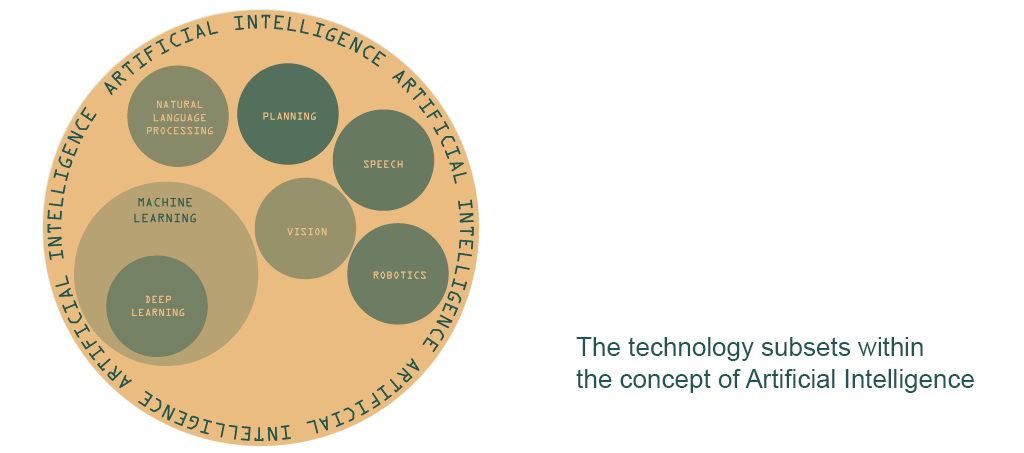 ARTIFICIAL INTELLIGENCE ARTIFICIAL INTELLIGENCE ARTIFICIAL INTELLIGENCE ARTIFICIAL INTELLIGENCE
NATURAL
LANGUAGE
PROCESSING
PLANNING
SPEECH
MACHINE
LEARNING
VISION
ROBOTICS
DEEP
LEARNING
The technology subsets within
the concept of Artificial Intelligence